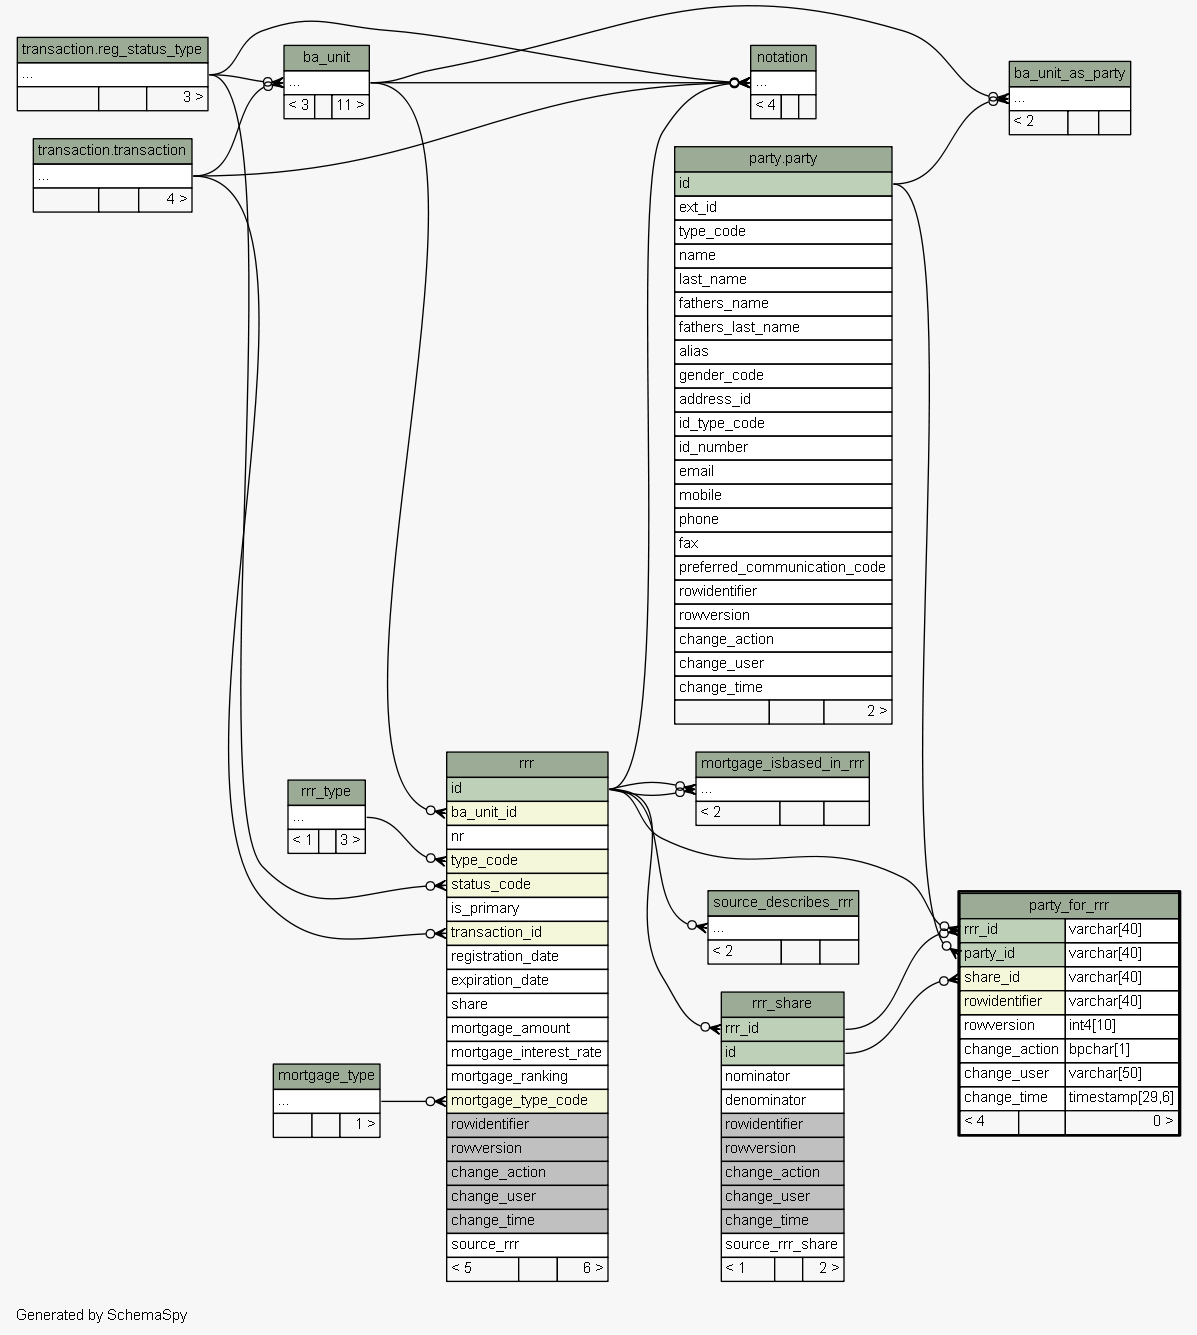 transaction.reg_status_type
...
3 >
ba_unit
...
< 3 11 >
notation
...
< 4
ba_unit_as_party
...
< 2
transaction.transaction
...
4 >
party.party
id
ext_id
type_code
name
last_name
fathers_name
fathers_last_name
alias
gender_code
address_id
id_type_code
id_number
email
mobile
phone
fax
preferred_communication_code
rowidentifier
rowversion
change_action
change_user
change_time
2 >
rrr
id
ba_unit_id
nr
type_code
status_code
is_primary
transaction_id
registration_date
expiration_date
share
mortgage_amount
mortgage_interest_rate
mortgage_ranking
mortgage_type_code
rowidentifier
rowversion
change_action
change_user
change_time
source_rrr
< 5 6 >
mortgage_isbased_in_rrr
...
< 2
rrr_type
...
< 1 3 >
source_describes_rrr
...
< 2
party_for_rrr
rrr_id varchar[40]
party_id varchar[40]
share_id varchar[40]
rowidentifier varchar[40]
rowversion int4[10]
change_action bpchar[1]
change_user varchar[50]
change_time timestamp[29,6]
< 4 0 >
rrr_share
rrr_id
id
nominator
denominator
rowidentifier
rowversion
change_action
change_user
change_time
source_rrr_share
< 1 2 >
mortgage_type
...
1 >
Generated by SchemaSpy